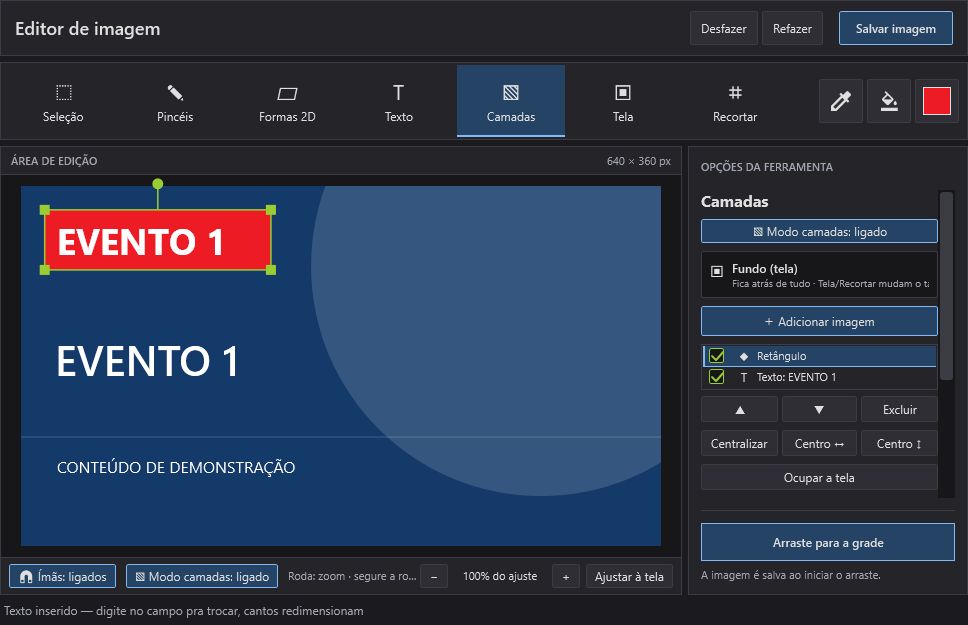 Editor de imagem
Desfazer
Refazer
Salvar imagem
Seleção
Pincéis
Formas 2D
Texto
Camadas
Tela
Recortar
ÁREA DE EDIÇÃO
640 × 360 px
EVENTO 1
EVENTO 1
CONTEÚDO DE DEMONSTRAÇÃO
Ímãs: ligados
Modo camadas: ligado
Roda: zoom · segure a ro...
−
100% do ajuste
+
Ajustar à tela
OPÇÕES DA FERRAMENTA
Camadas
Modo camadas: ligado
Fundo (tela)
Fica atrás de tudo · Tela/Recortar mudam o ta
+ Adicionar imagem
Retângulo
T Texto: EVENTO 1
▲
▼
Excluir
Centralizar
Centro ↔
Centro ↕
Ocupar a tela
Arraste para a grade
A imagem é salva ao iniciar o arraste.
Texto inserido — digite no campo pra trocar, cantos redimensionam